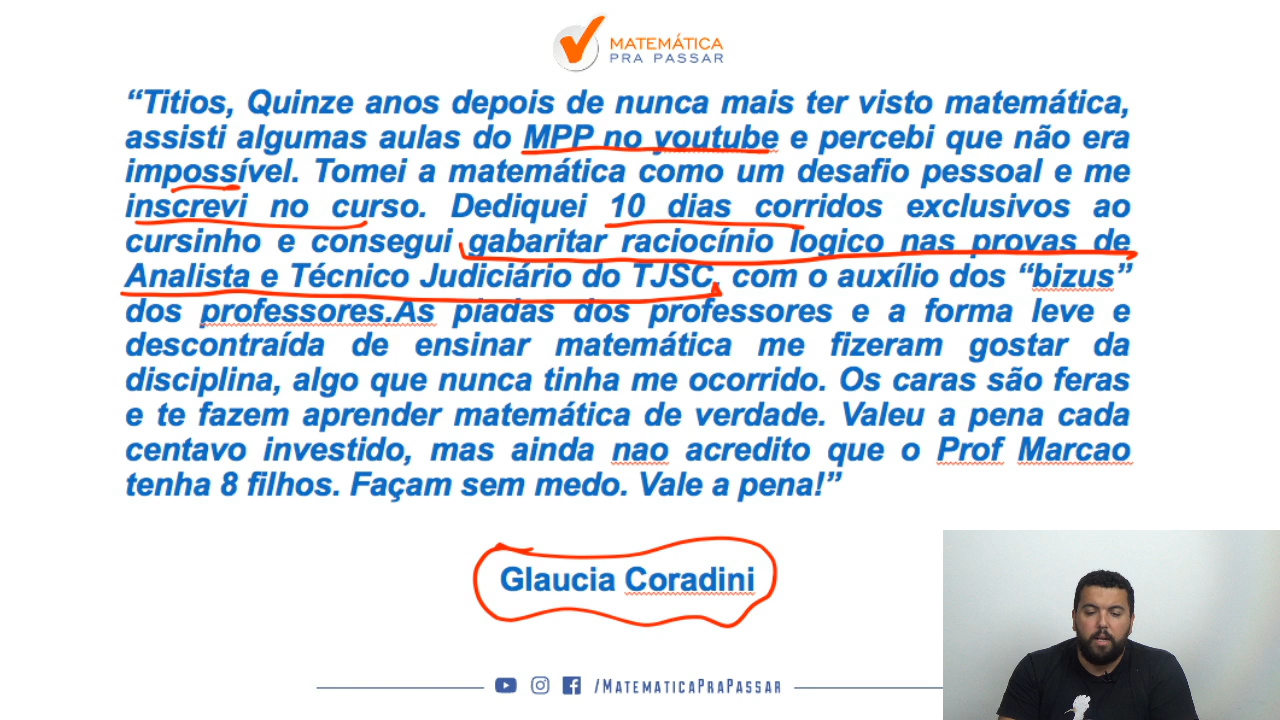 MATEMÁTICA
PRA PASSAR
“Titios, Quinze anos depois de nunca mais ter visto matemática,
assisti algumas aulas do MPP no youtube e percebi que não era
impossível. Tomei a matemática como um desafio pessoal e me
inscrevi no curso. Dediquei 10 dias corridos exclusivos ao
cursinho e consegui gabaritar raciocínio logico nas provas de
Analista e Técnico Judiciário do TJSC, com o auxílio dos “bizus”
dos professores.As piadas dos professores e a forma leve e
descontraída de ensinar matemática me fizeram gostar da
disciplina, algo que nunca tinha me ocorrido. Os caras são feras
e te fazem aprender matemática de verdade. Valeu a pena cada
centavo investido, mas ainda nao acredito que o Prof Marcao
tenha 8 filhos. Façam sem medo. Vale a pena!”
Glaucia Coradini
/MATEMATICAPRAPASSAR